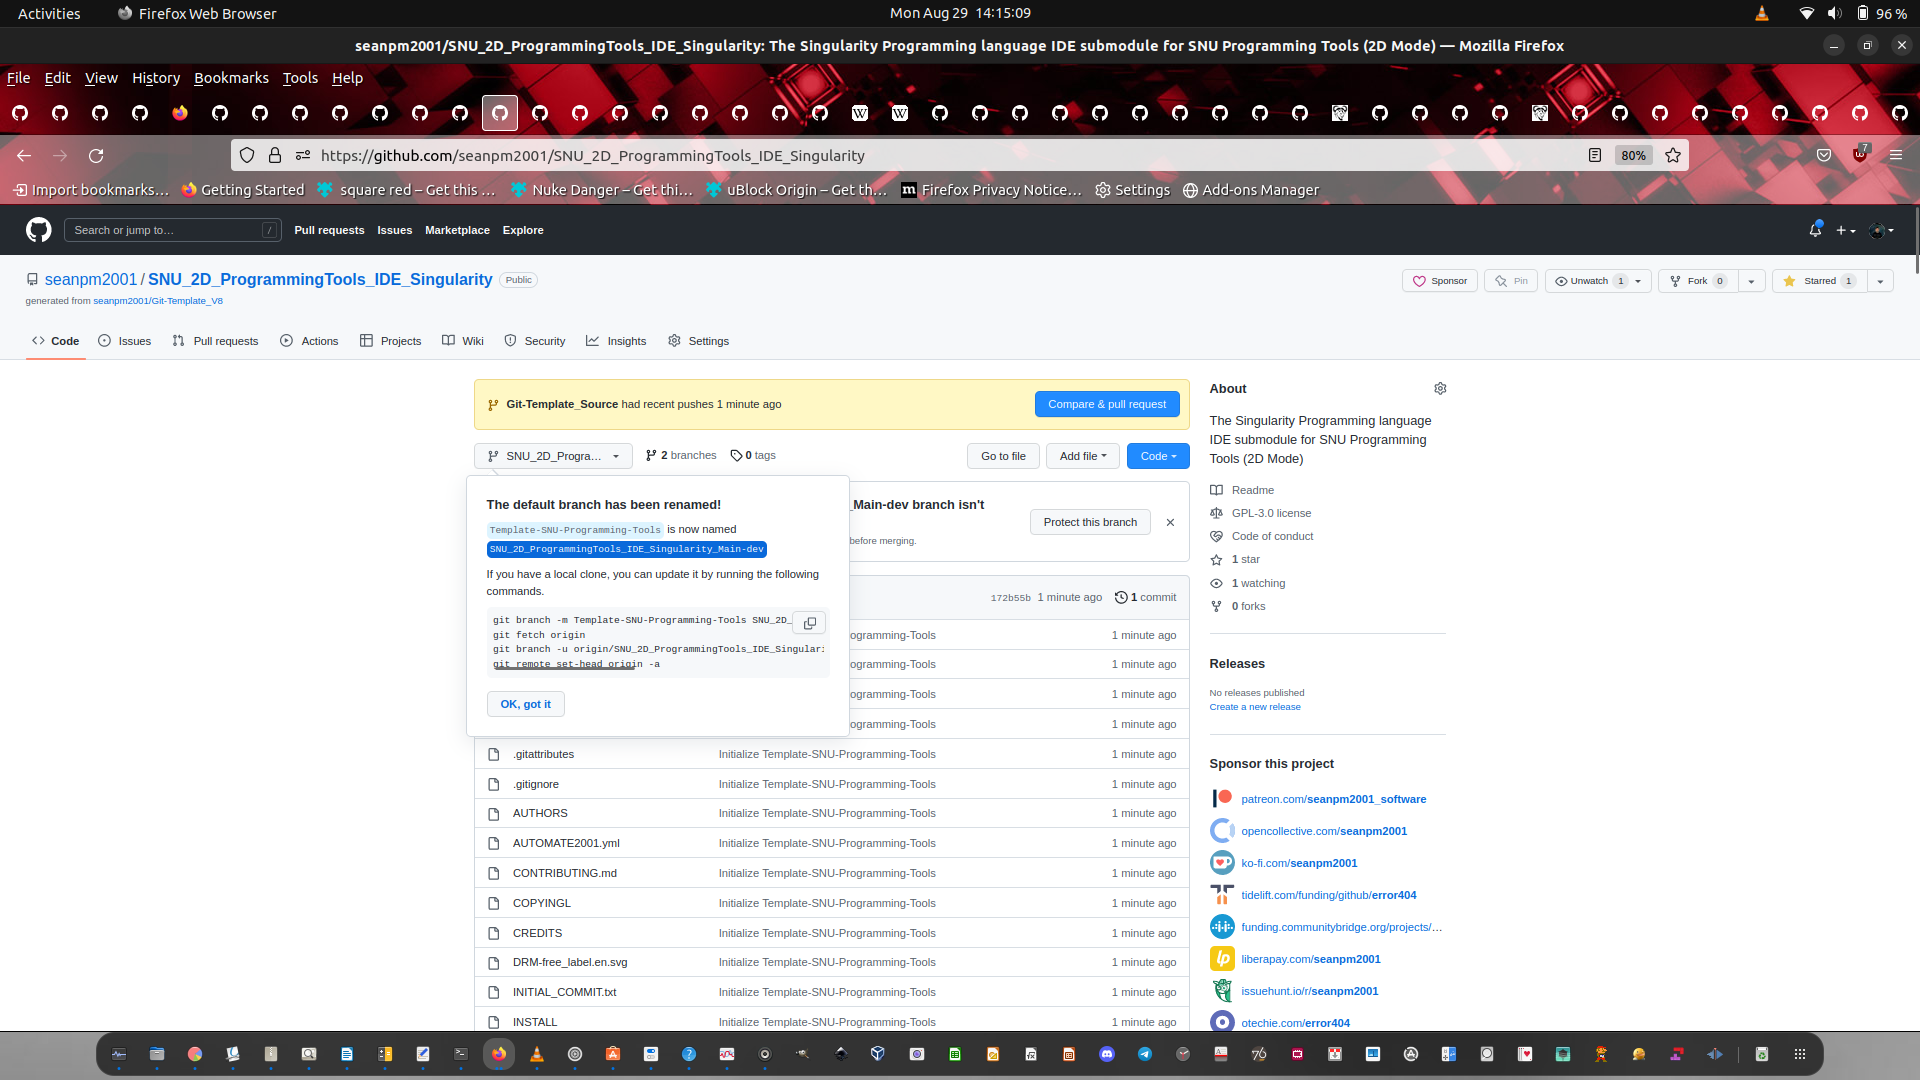 Activities
Firefox Web Browser
Mon Aug 29 14:15:09
96 %
seanpm2001/SNU_2D_ProgrammingTools_IDE_Singularity: The Singularity Programming language IDE submodule for SNU Programming Tools (2D Mode) — Mozilla Firefox
File Edit View History Bookmarks Tools Help
https://github.com/seanpm2001/SNU_2D_ProgrammingTools_IDE_Singularity
80%
7
Import bookmarks…
Getting Started
square red – Get this …
Nuke Danger – Get thi…
uBlock Origin – Get th…
Firefox Privacy Notice…
Settings
Add-ons Manager
Search or jump to…
/
Pull requests Issues Marketplace Explore
seanpm2001 / SNU_2D_ProgrammingTools_IDE_Singularity
Public
generated from seanpm2001/Git-Template_V8
Sponsor
Pin
Unwatch 1
Fork 0
Starred 1
Code
Issues
Pull requests
Actions
Projects
Wiki
Security
Insights
Settings
Git-Template_Source had recent pushes 1 minute ago
Compare & pull request
SNU_2D_Progra…
2 branches
0 tags
Go to file
Add file
Code
The default branch has been renamed!
Template-SNU-Programming-Tools is now named
SNU_2D_ProgrammingTools_IDE_Singularity_Main-dev
If you have a local clone, you can update it by running the following
commands.
git branch -m Template-SNU-Programming-Tools SNU_2D_
git fetch origin
git branch -u origin/SNU_2D_ProgrammingTools_IDE_Singulari
git remote set-head origin -a
OK, got it
_Main-dev branch isn't
before merging.
Protect this branch
172b55b 1 minute ago
1 commit
ogramming-Tools 1 minute ago
ogramming-Tools 1 minute ago
ogramming-Tools 1 minute ago
ogramming-Tools 1 minute ago
.gitattributes Initialize Template-SNU-Programming-Tools 1 minute ago
.gitignore Initialize Template-SNU-Programming-Tools 1 minute ago
AUTHORS Initialize Template-SNU-Programming-Tools 1 minute ago
AUTOMATE2001.yml Initialize Template-SNU-Programming-Tools 1 minute ago
CONTRIBUTING.md Initialize Template-SNU-Programming-Tools 1 minute ago
COPYINGL Initialize Template-SNU-Programming-Tools 1 minute ago
CREDITS Initialize Template-SNU-Programming-Tools 1 minute ago
DRM-free_label.en.svg Initialize Template-SNU-Programming-Tools 1 minute ago
INITIAL_COMMIT.txt Initialize Template-SNU-Programming-Tools 1 minute ago
INSTALL Initialize Template-SNU-Programming-Tools 1 minute ago
About
The Singularity Programming language
IDE submodule for SNU Programming
Tools (2D Mode)
Readme
GPL-3.0 license
Code of conduct
1 star
1 watching
0 forks
Releases
No releases published
Create a new release
Sponsor this project
patreon.com/seanpm2001_software
opencollective.com/seanpm2001
ko-fi.com/seanpm2001
tidelift.com/funding/github/error404
funding.communitybridge.org/projects/…
liberapay.com/seanpm2001
issuehunt.io/r/seanpm2001
otechie.com/error404